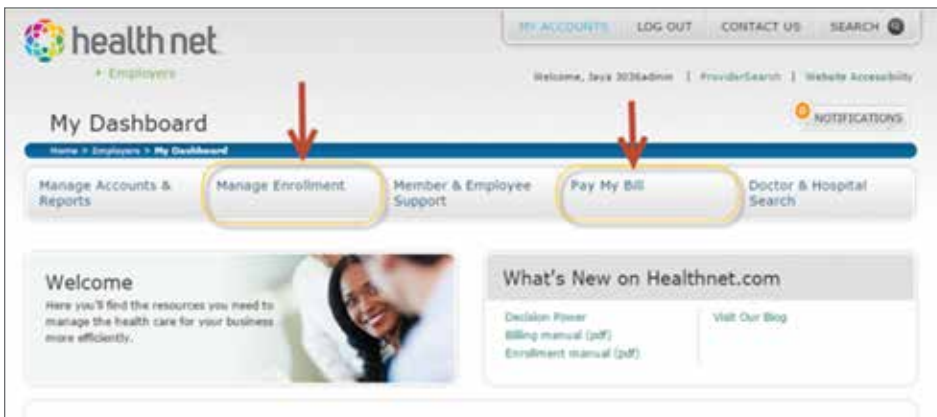 health net
Employers
MY ACCOUNTS LOG OUT CONTACT US SEARCH
Welcome, Jaya 3036admin | ProviderSearch | Website Accessibility
My Dashboard
0 NOTIFICATIONS
Home > Employers > My Dashboard
Manage Accounts & Reports
Manage Enrollment
Member & Employee Support
Pay My Bill
Doctor & Hospital Search
Welcome
Here you'll find the resources you need to
manage the health care for your business
more efficiently.
What's New on Healthnet.com
Decision Power
Billing manual (pdf)
Enrollment manual (pdf)
Visit Our Blog